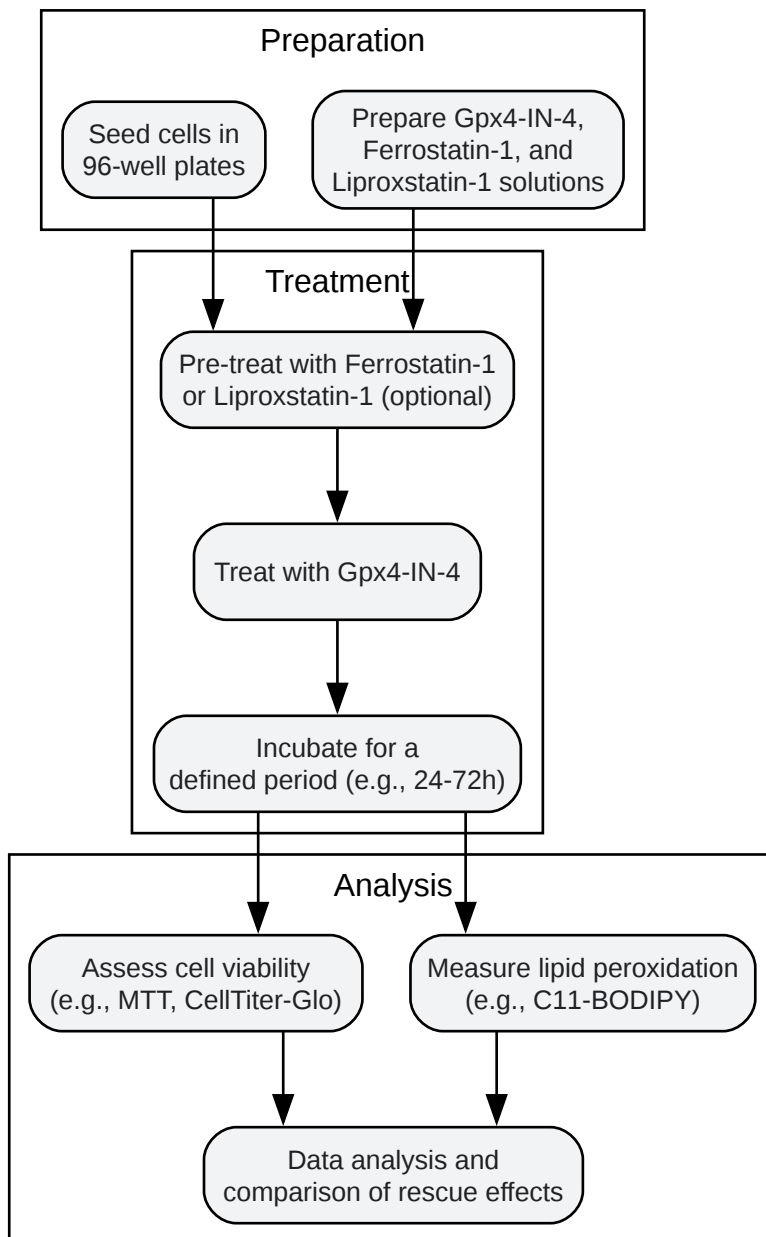 Preparation
Seed cells in
96-well plates
Prepare Gpx4-IN-4,
Ferrostatin-1, and
Liproxstatin-1 solutions
Treatment
Pre-treat with Ferrostatin-1
or Liproxstatin-1 (optional)
Treat with Gpx4-IN-4
Incubate for a
defined period (e.g., 24-72h)
Analysis
Assess cell viability
(e.g., MTT, CellTiter-Glo)
Measure lipid peroxidation
(e.g., C11-BODIPY)
Data analysis and
comparison of rescue effects